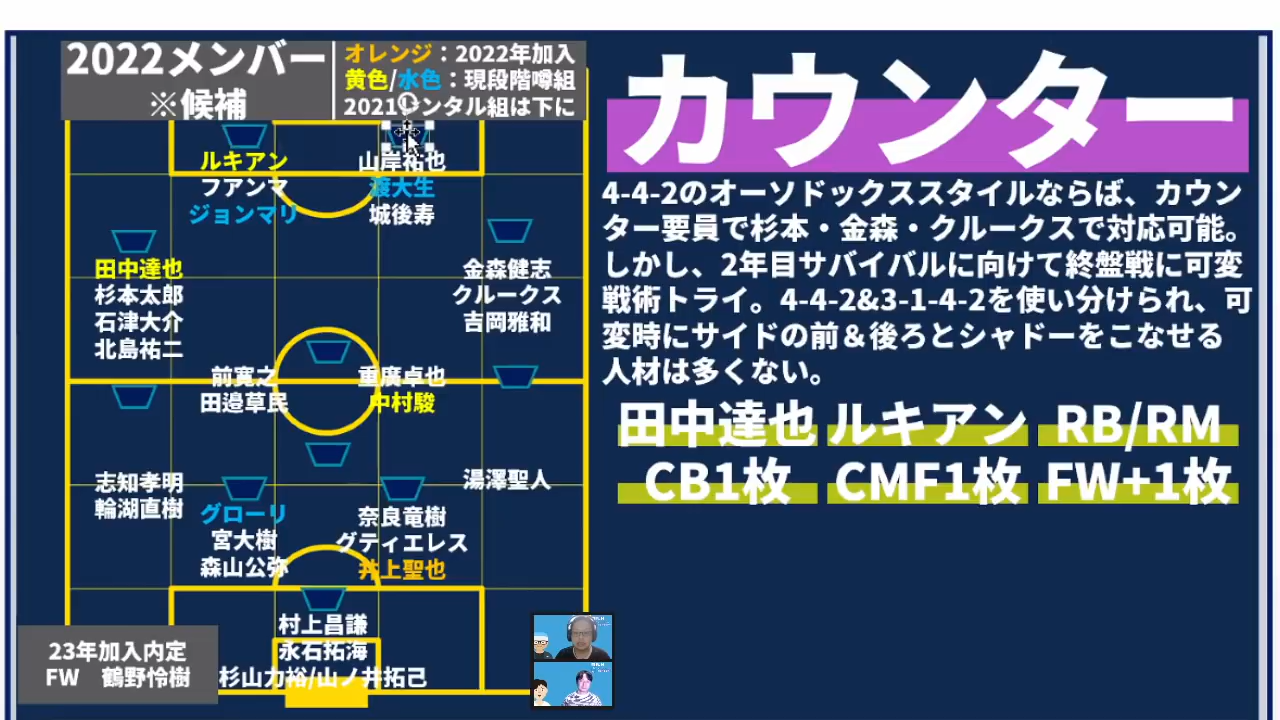 2022メンバー
※候補
オレンジ：2022年加入
黄色/水色：現段階噂組
2021レンタル組は下に
カウンター
4-4-2のオーソドックススタイルならば、カウン
ター要員で杉本・金森・クルークスで対応可能。
しかし、2年目サバイバルに向けて終盤戦に可変
戦術トライ。4-4-2&3-1-4-2を使い分けられ、可
変時にサイドの前＆後ろとシャドーをこなせる
人材は多くない。
田中達也 ルキアン RB/RM
CB1枚 CMF1枚 FW+1枚
ルキアン
フアンマ
ジョンマリ
山岸祐也
渡大生
城後寿
田中達也
杉本太郎
石津大介
北島祐二
金森健志
クルークス
吉岡雅和
前寛之
田邉草民
重廣卓也
中村駿
志知孝明
輪湖直樹
湯澤聖人
グローリ
宮大樹
森山公弥
奈良竜樹
グティエレス
井上聖也
村上昌謙
永石拓海
杉山力裕/山ノ井拓己
23年加入内定
FW　鶴野怜樹